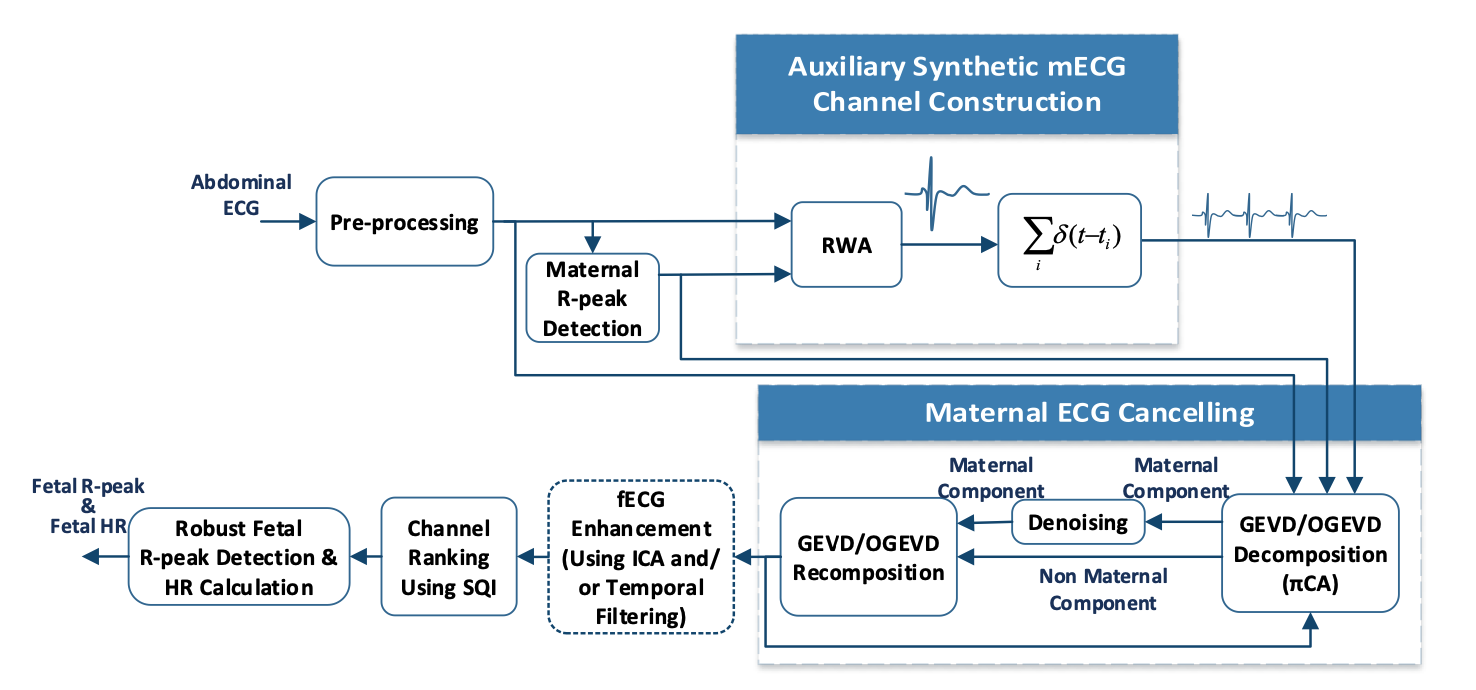 Auxiliary Synthetic mECG
Channel Construction
Abdominal
ECG
Pre-processing
Maternal
R-peak
Detection
RWA
∑δ(t–tᵢ)
i
Maternal ECG Cancelling
Maternal
Component
Maternal
Component
GEVD/OGEVD
Decomposition
(πCA)
Denoising
Non Maternal
Component
GEVD/OGEVD
Recomposition
fECG
Enhancement
(Using ICA and/
or Temporal
Filtering)
Channel
Ranking
Using SQI
Robust Fetal
R-peak Detection &
HR Calculation
Fetal R-peak
&
Fetal HR